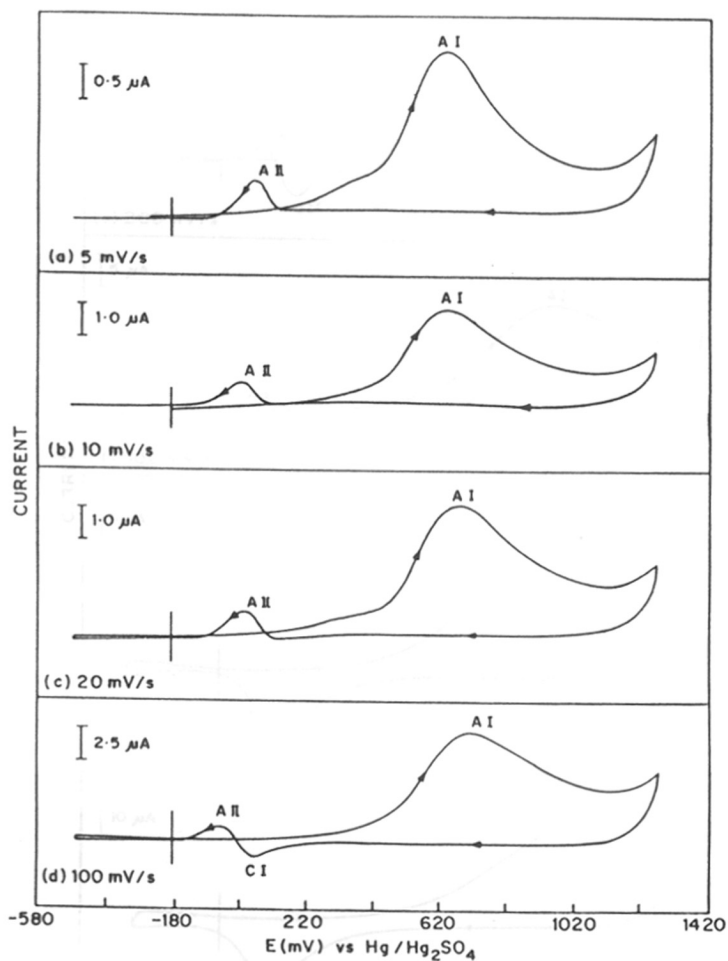 A I
0.5 μA
A II
(a) 5 mV/s
A I
1.0 μA
A II
(b) 10 mV/s
CURRENT
A I
1.0 μA
A II
(c) 20 mV/s
A I
2.5 μA
A II
C I
(d) 100 mV/s
-580 -180 220 620 1020 1420
E(mV) vs Hg/Hg₂SO₄